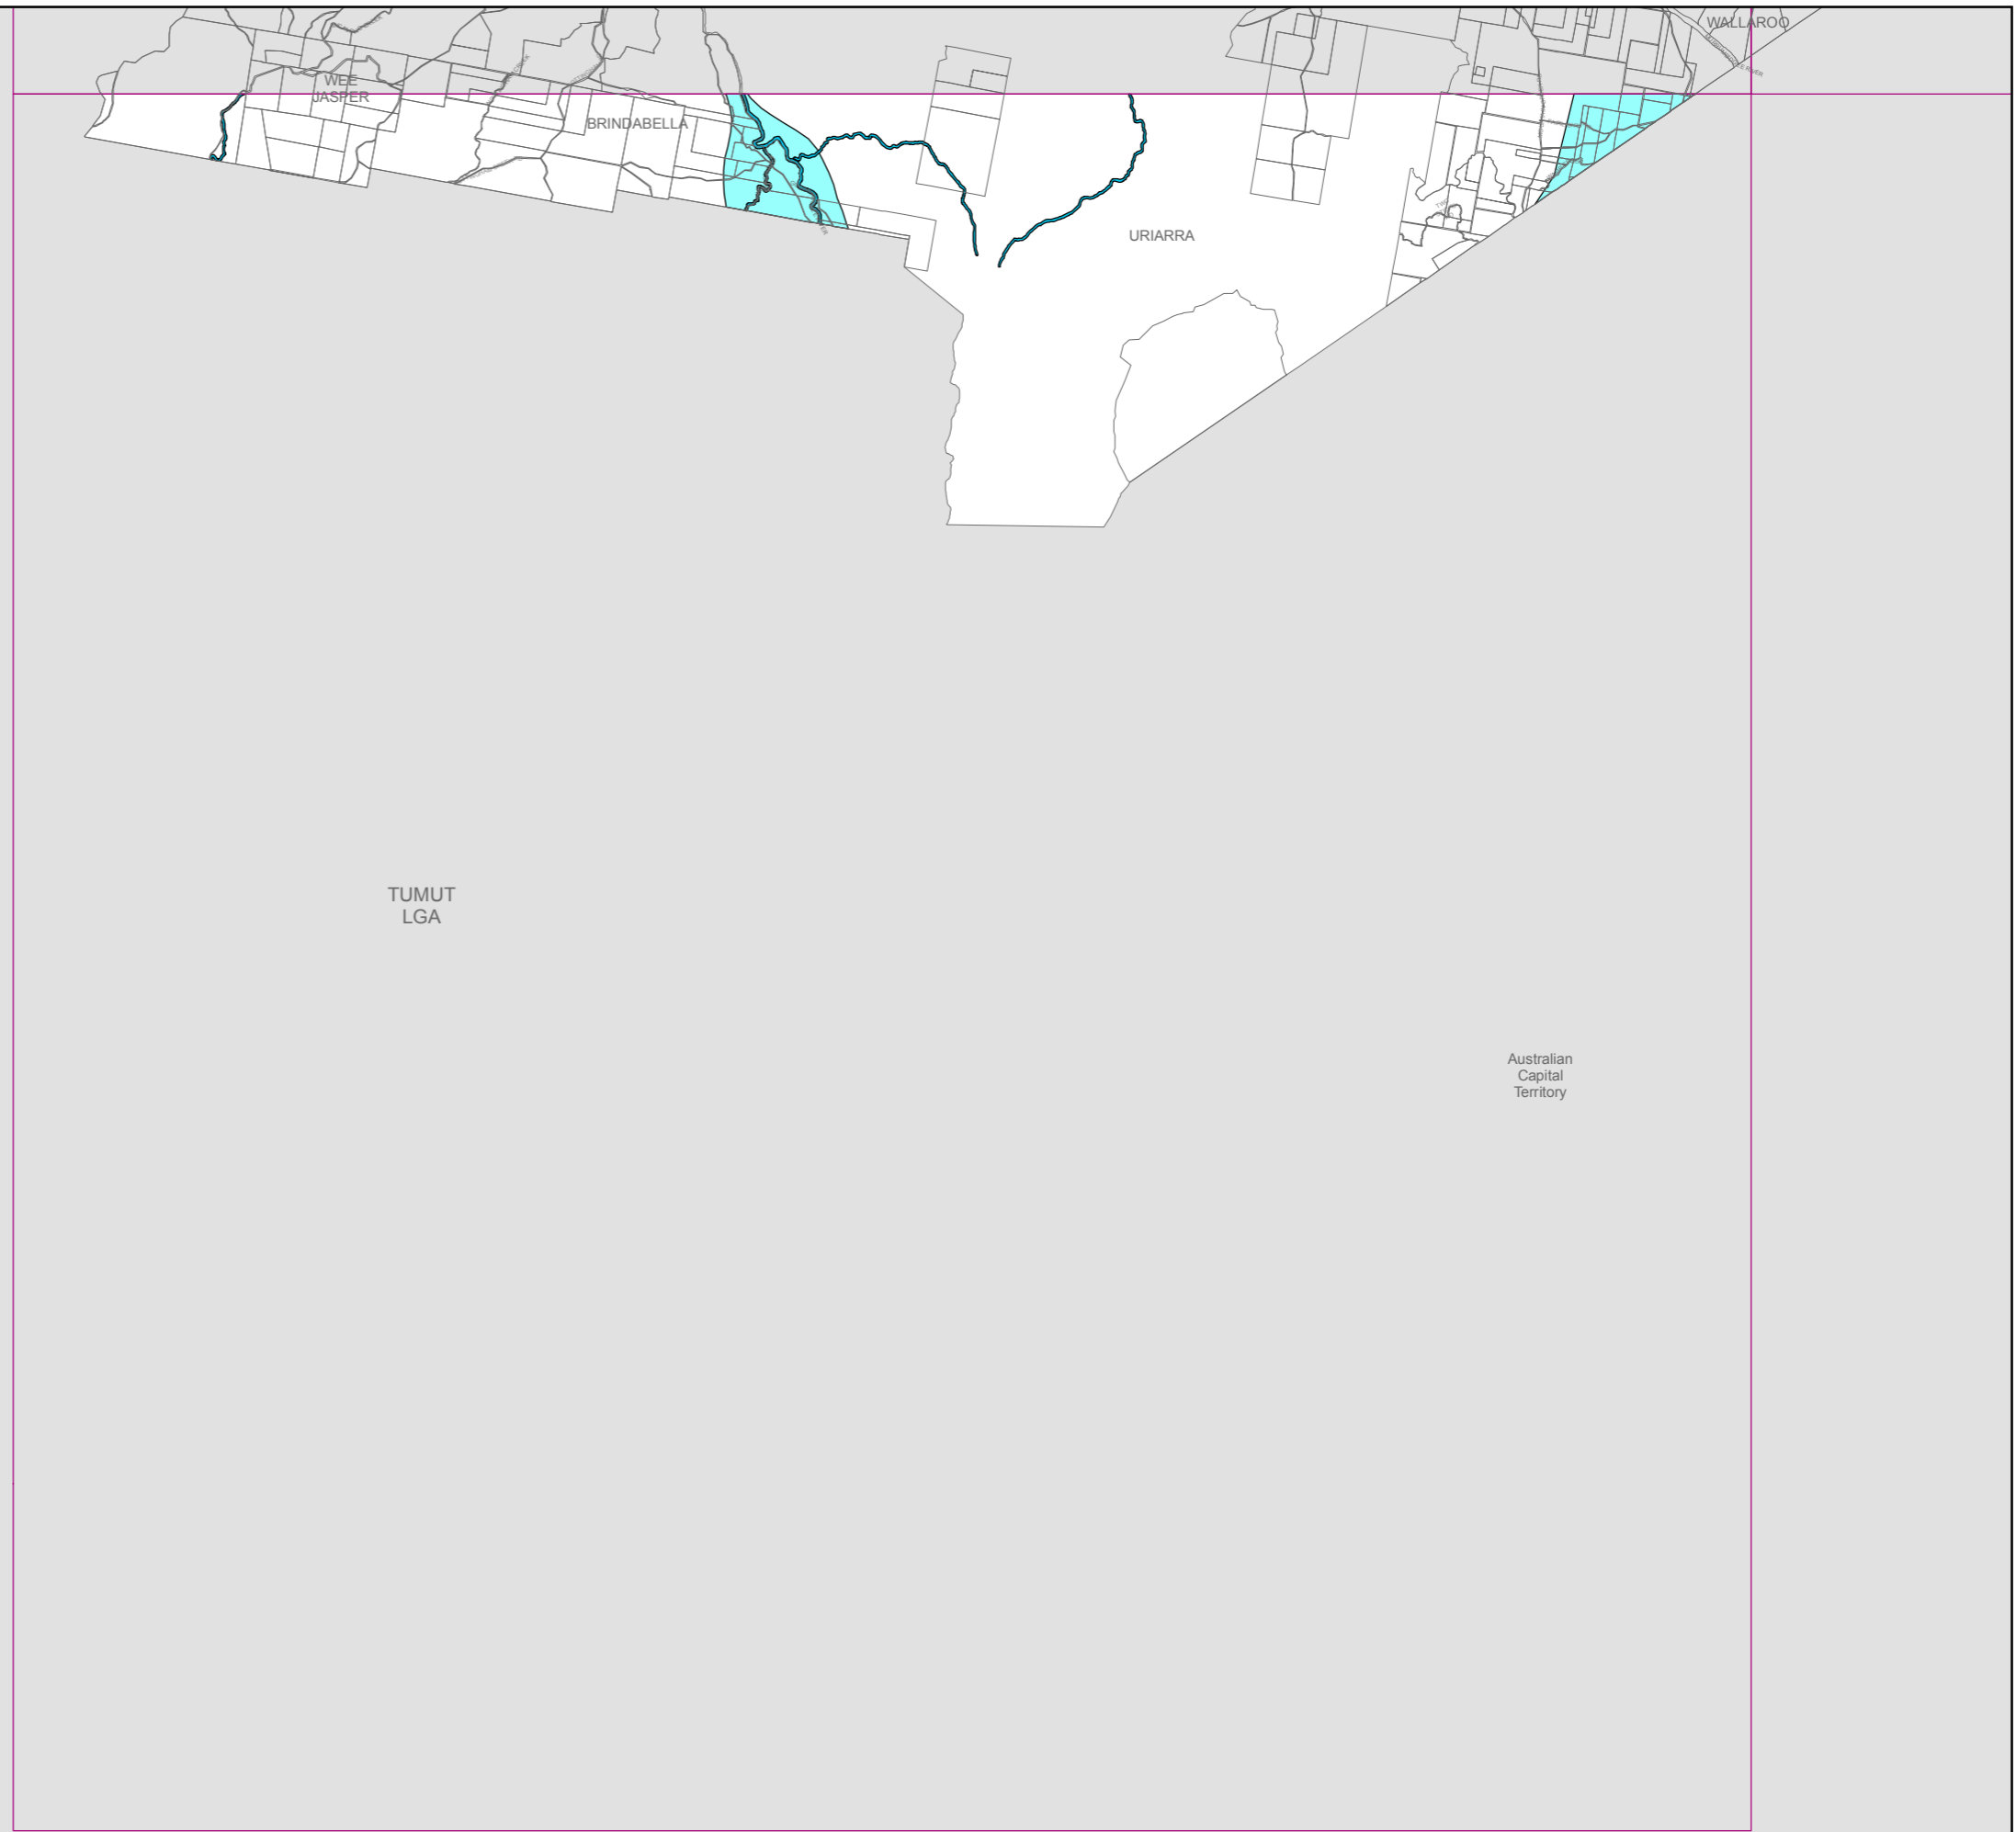 WALLAROO
WEE
JASPER
BRINDABELLA
URIARRA
TUMUT
LGA
Australian
Capital
Territory